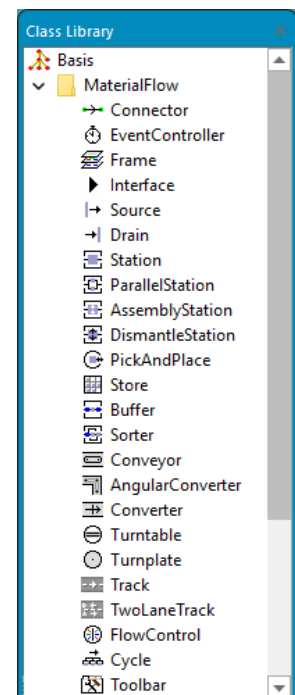 Class Library
Basis
MaterialFlow
Connector
EventController
Frame
Interface
Source
Drain
Station
ParallelStation
AssemblyStation
DismantleStation
PickAndPlace
Store
Buffer
Sorter
Conveyor
AngularConverter
Converter
Turntable
Turnplate
Track
TwoLaneTrack
FlowControl
Cycle
Toolbar